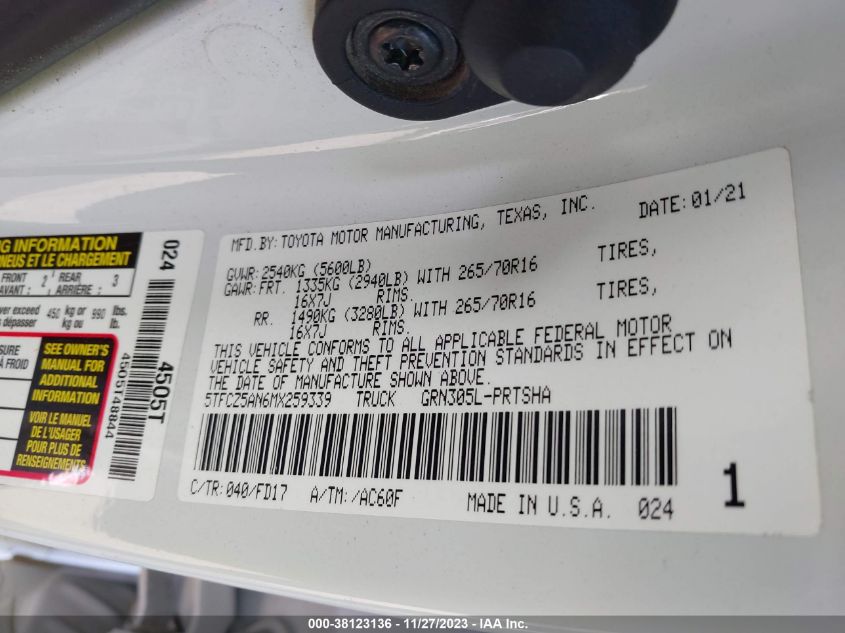 MFD.BY: TOYOTA MOTOR MANUFACTURING, TEXAS, INC. DATE: 01/21
GVWR: 2540KG (5600LB)
GAWR: FRT. 1335KG (2940LB) WITH 265/70R16 TIRES,
16X7J RIMS.
RR. 1490KG (3280LB) WITH 265/70R16 TIRES,
16X7J RIMS.
THIS VEHICLE CONFORMS TO ALL APPLICABLE FEDERAL MOTOR
VEHICLE SAFETY AND THEFT PREVENTION STANDARDS IN EFFECT ON
THE DATE OF MANUFACTURE SHOWN ABOVE.
5TFCZ5AN6MX259339 TRUCK GRN305L-PRTSHA
C/TR: 040/FD17 A/TM: /AC60F MADE IN U.S.A. 024
1
INFORMATION
ET LE CHARGEMENT
FRONT 2 REAR 3
AVANT : ARRIÈRE :
exceed 450 kg or 990 lbs.
dépasser kg ou lb.
À FROID
SEE OWNER'S
MANUAL FOR
ADDITIONAL
INFORMATION
VOIR LE MANUEL
DE L'USAGER
POUR PLUS DE
RENSEIGNEMENTS
024
4505T
4505148844
000-38123136 - 11/27/2023 - IAA Inc.